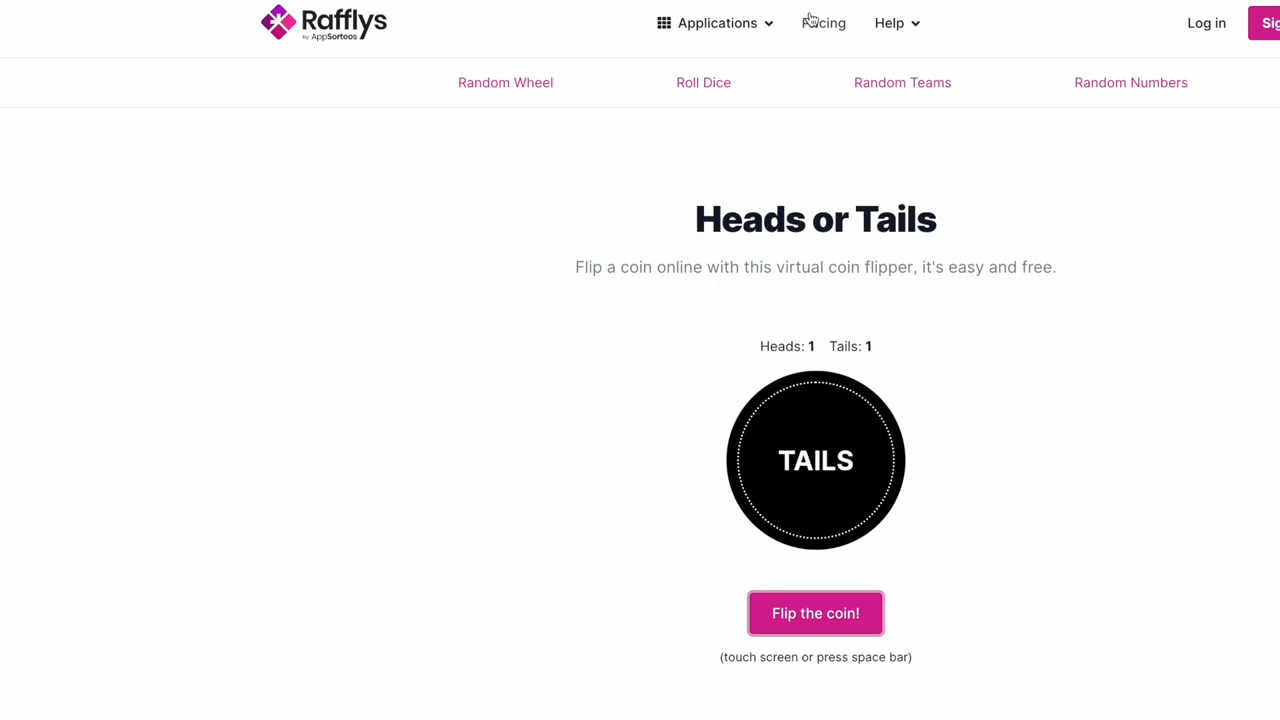 Rafflys
by AppSorteos
Applications
Pricing
Help
Log in
Sig
Random Wheel
Roll Dice
Random Teams
Random Numbers
Heads or Tails
Flip a coin online with this virtual coin flipper, it's easy and free.
Heads: 1 Tails: 1
TAILS
Flip the coin!
(touch screen or press space bar)